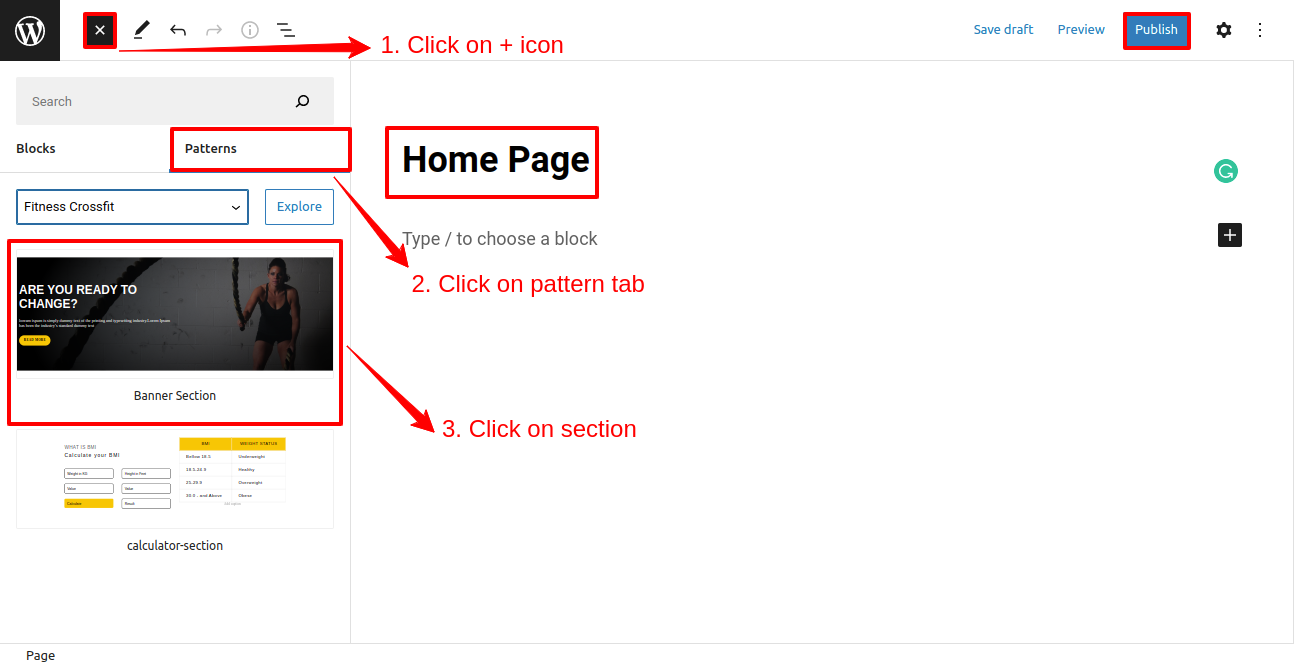 1. Click on + icon
Save draft
Preview
Publish
Search
Blocks
Patterns
Home Page
Fitness Crossfit
Explore
Type / to choose a block
2. Click on pattern tab
ARE YOU READY TO
CHANGE?
lorem ipsum is simply dummy text of the printing and typesetting industry.Lorem Ipsum
has been the industry's standard dummy text
READ MORE
Banner Section
3. Click on section
WHAT IS BMI
Calculate your BMI
Weight in KG
Height in Feet
Value
Value
Calculate
Result
BMI
WEIGHT STATUS
Bellow 18.5
Underweight
18.5-24.9
Healthy
25-29.9
Overweight
30.0 - and Above
Obese
Add caption
calculator-section
Page